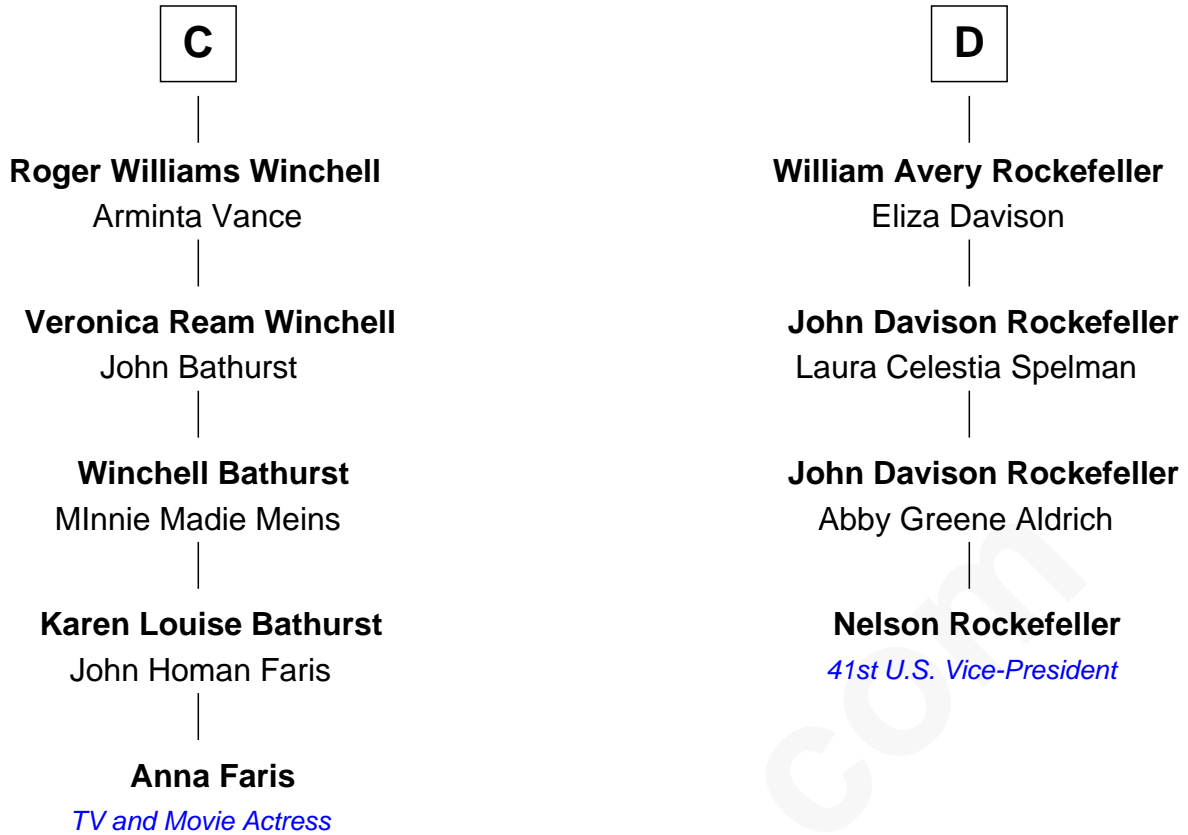 C
Roger Williams Winchell
Arminta Vance
Veronica Ream Winchell
John Bathurst
Winchell Bathurst
MInnie Madie Meins
Karen Louise Bathurst
John Homan Faris
Anna Faris
TV and Movie Actress
D
William Avery Rockefeller
Eliza Davison
John Davison Rockefeller
Laura Celestia Spelman
John Davison Rockefeller
Abby Greene Aldrich
Nelson Rockefeller
41st U.S. Vice-President
com